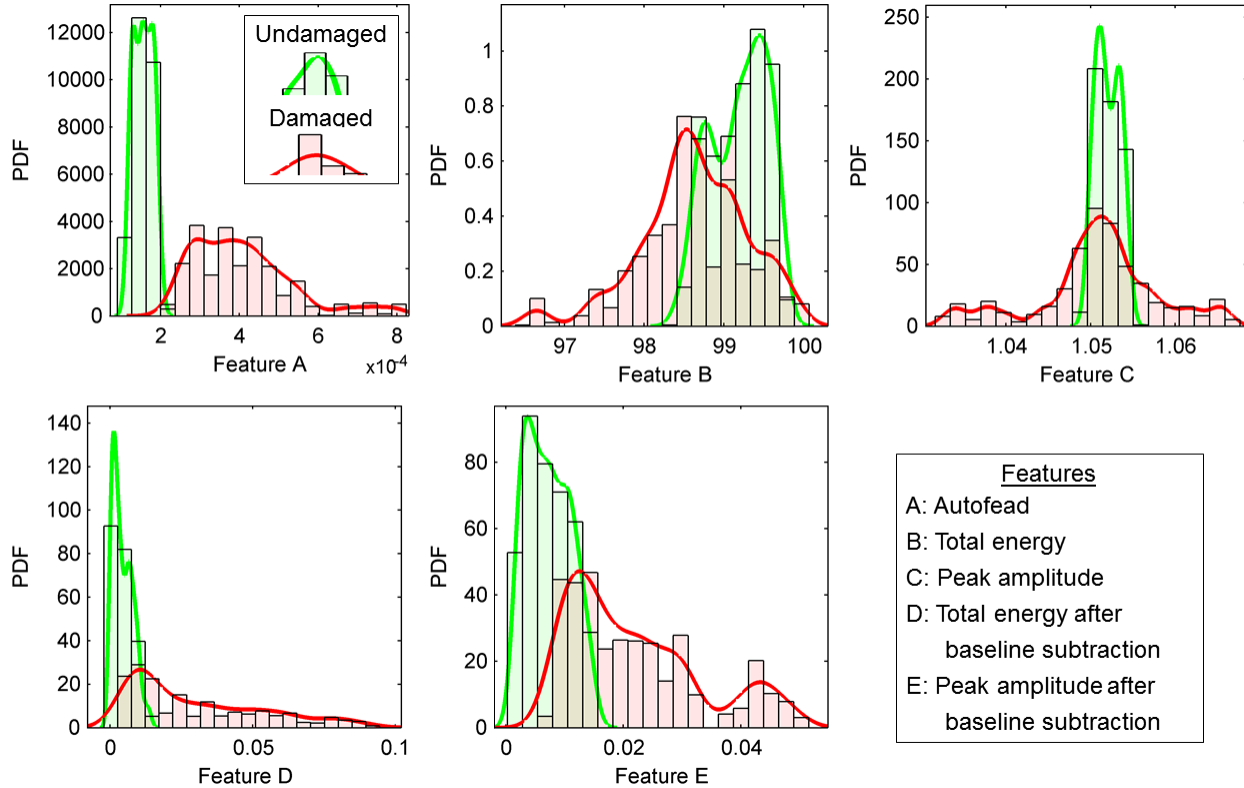 12000
10000
8000
6000
4000
2000
0
PDF
2
4
6
8
×10-4
Feature A
Undamaged
Damaged
1
0.8
0.6
0.4
0.2
0
PDF
97
98
99
100
Feature B
250
200
150
100
50
0
PDF
1.04
1.05
1.06
Feature C
140
120
100
80
60
40
20
0
PDF
0
0.05
0.1
Feature D
80
60
40
20
0
PDF
0
0.02
0.04
Feature E
Features
A: Autofead
B: Total energy
C: Peak amplitude
D: Total energy after
baseline subtraction
E: Peak amplitude after
baseline subtraction